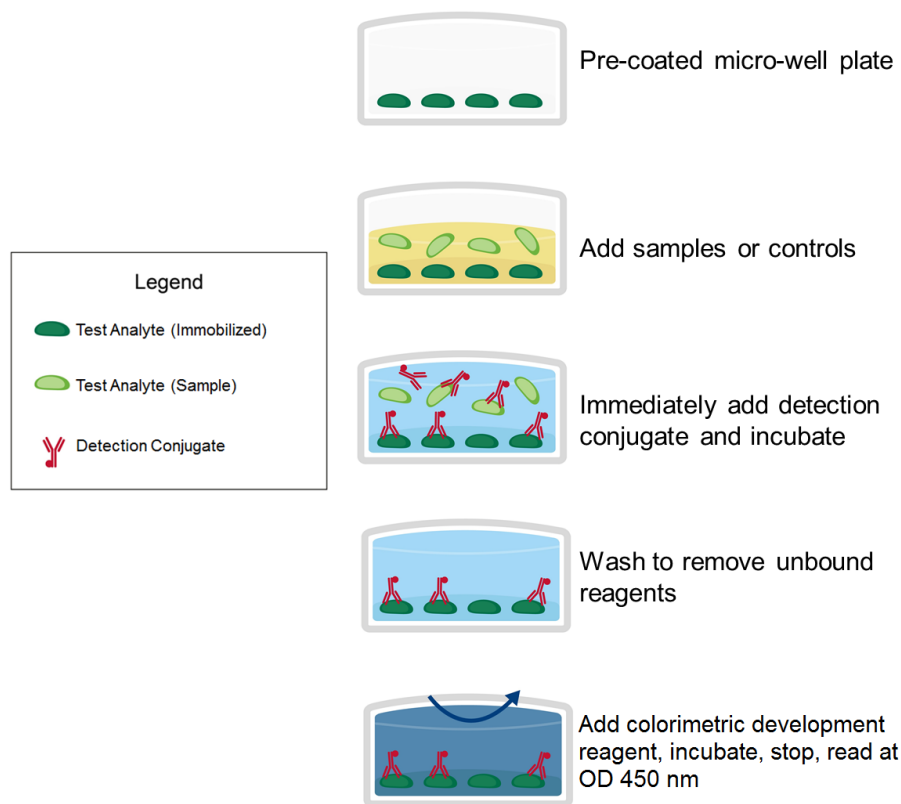 Pre-coated micro-well plate
Add samples or controls
Legend
Test Analyte (Immobilized)
Test Analyte (Sample)
Detection Conjugate
Immediately add detection
conjugate and incubate
Wash to remove unbound
reagents
Add colorimetric development
reagent, incubate, stop, read at
OD 450 nm